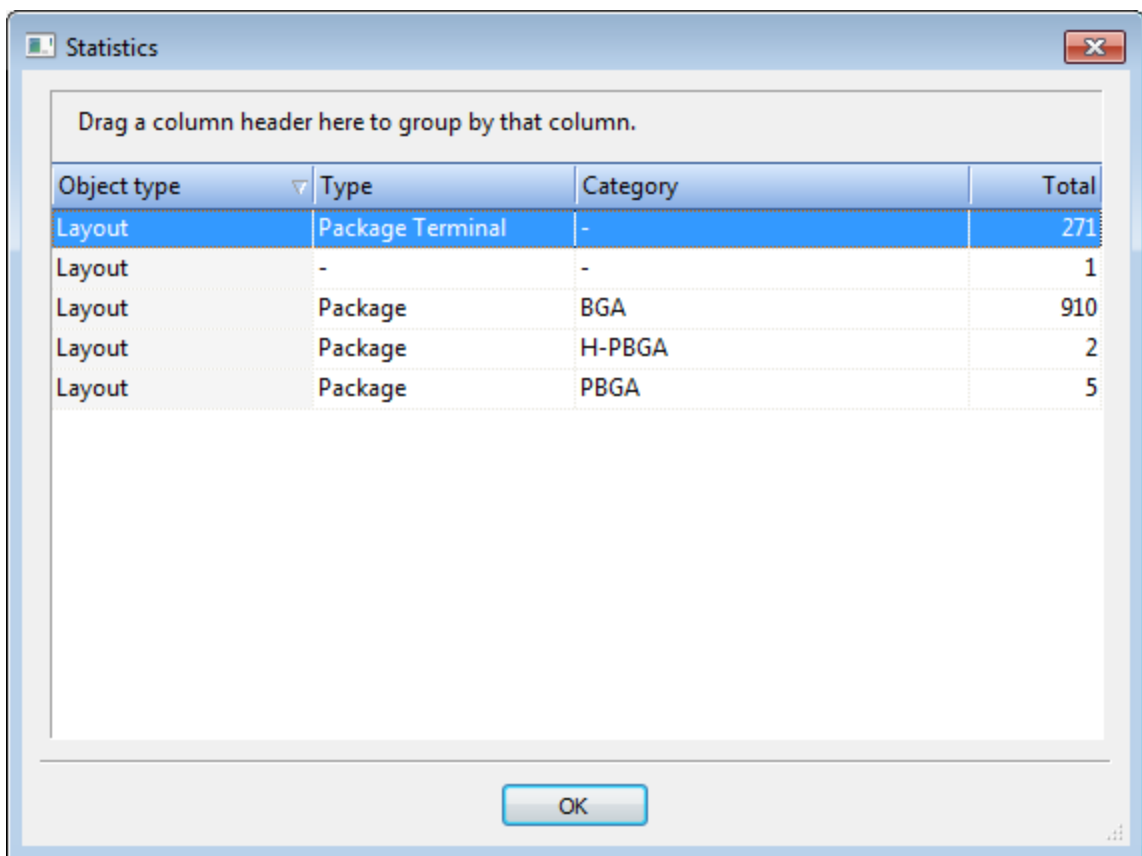 Statistics
Drag a column header here to group by that column.
Object type Type Category Total
Layout Package Terminal - 271
Layout - - 1
Layout Package BGA 910
Layout Package H-PBGA 2
Layout Package PBGA 5
OK